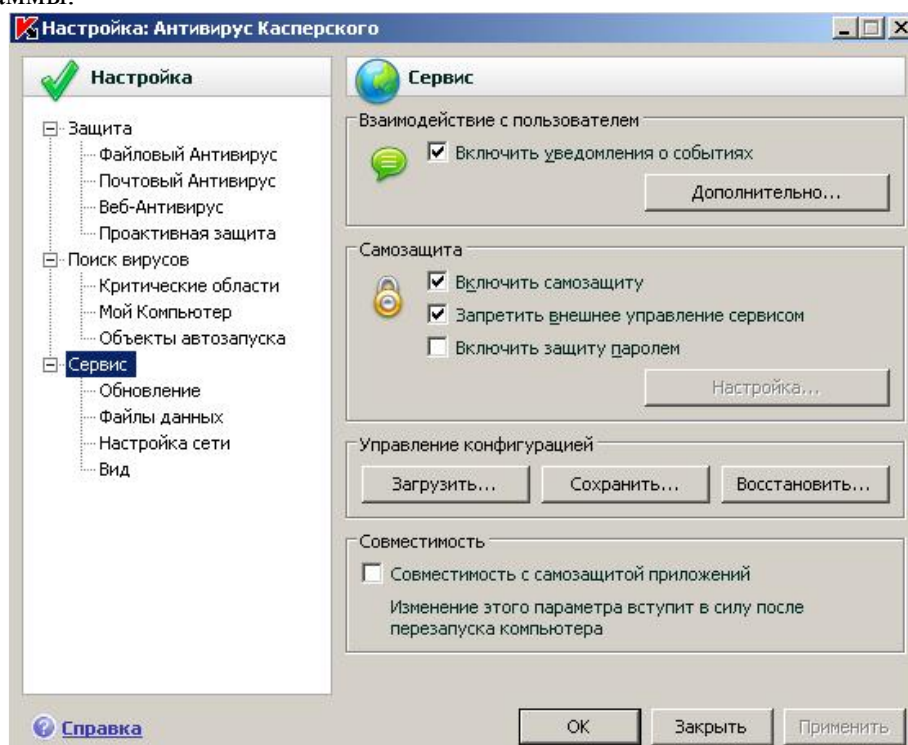 аммы.
Настройка: Антивирус Касперского
Настройка
Защита
Файловый Антивирус
Почтовый Антивирус
Веб-Антивирус
Проактивная защита
Поиск вирусов
Критические области
Мой Компьютер
Объекты автозапуска
Сервис
Обновление
Файлы данных
Настройка сети
Вид
Сервис
Взаимодействие с пользователем
Включить уведомления о событиях
Дополнительно...
Самозащита
Включить самозащиту
Запретить внешнее управление сервисом
Включить защиту паролем
Настройка...
Управление конфигурацией
Загрузить...
Сохранить...
Восстановить...
Совместимость
Совместимость с самозащитой приложений
Изменение этого параметра вступит в силу после
перезапуска компьютера
Справка
ОК
Закрыть
Применить